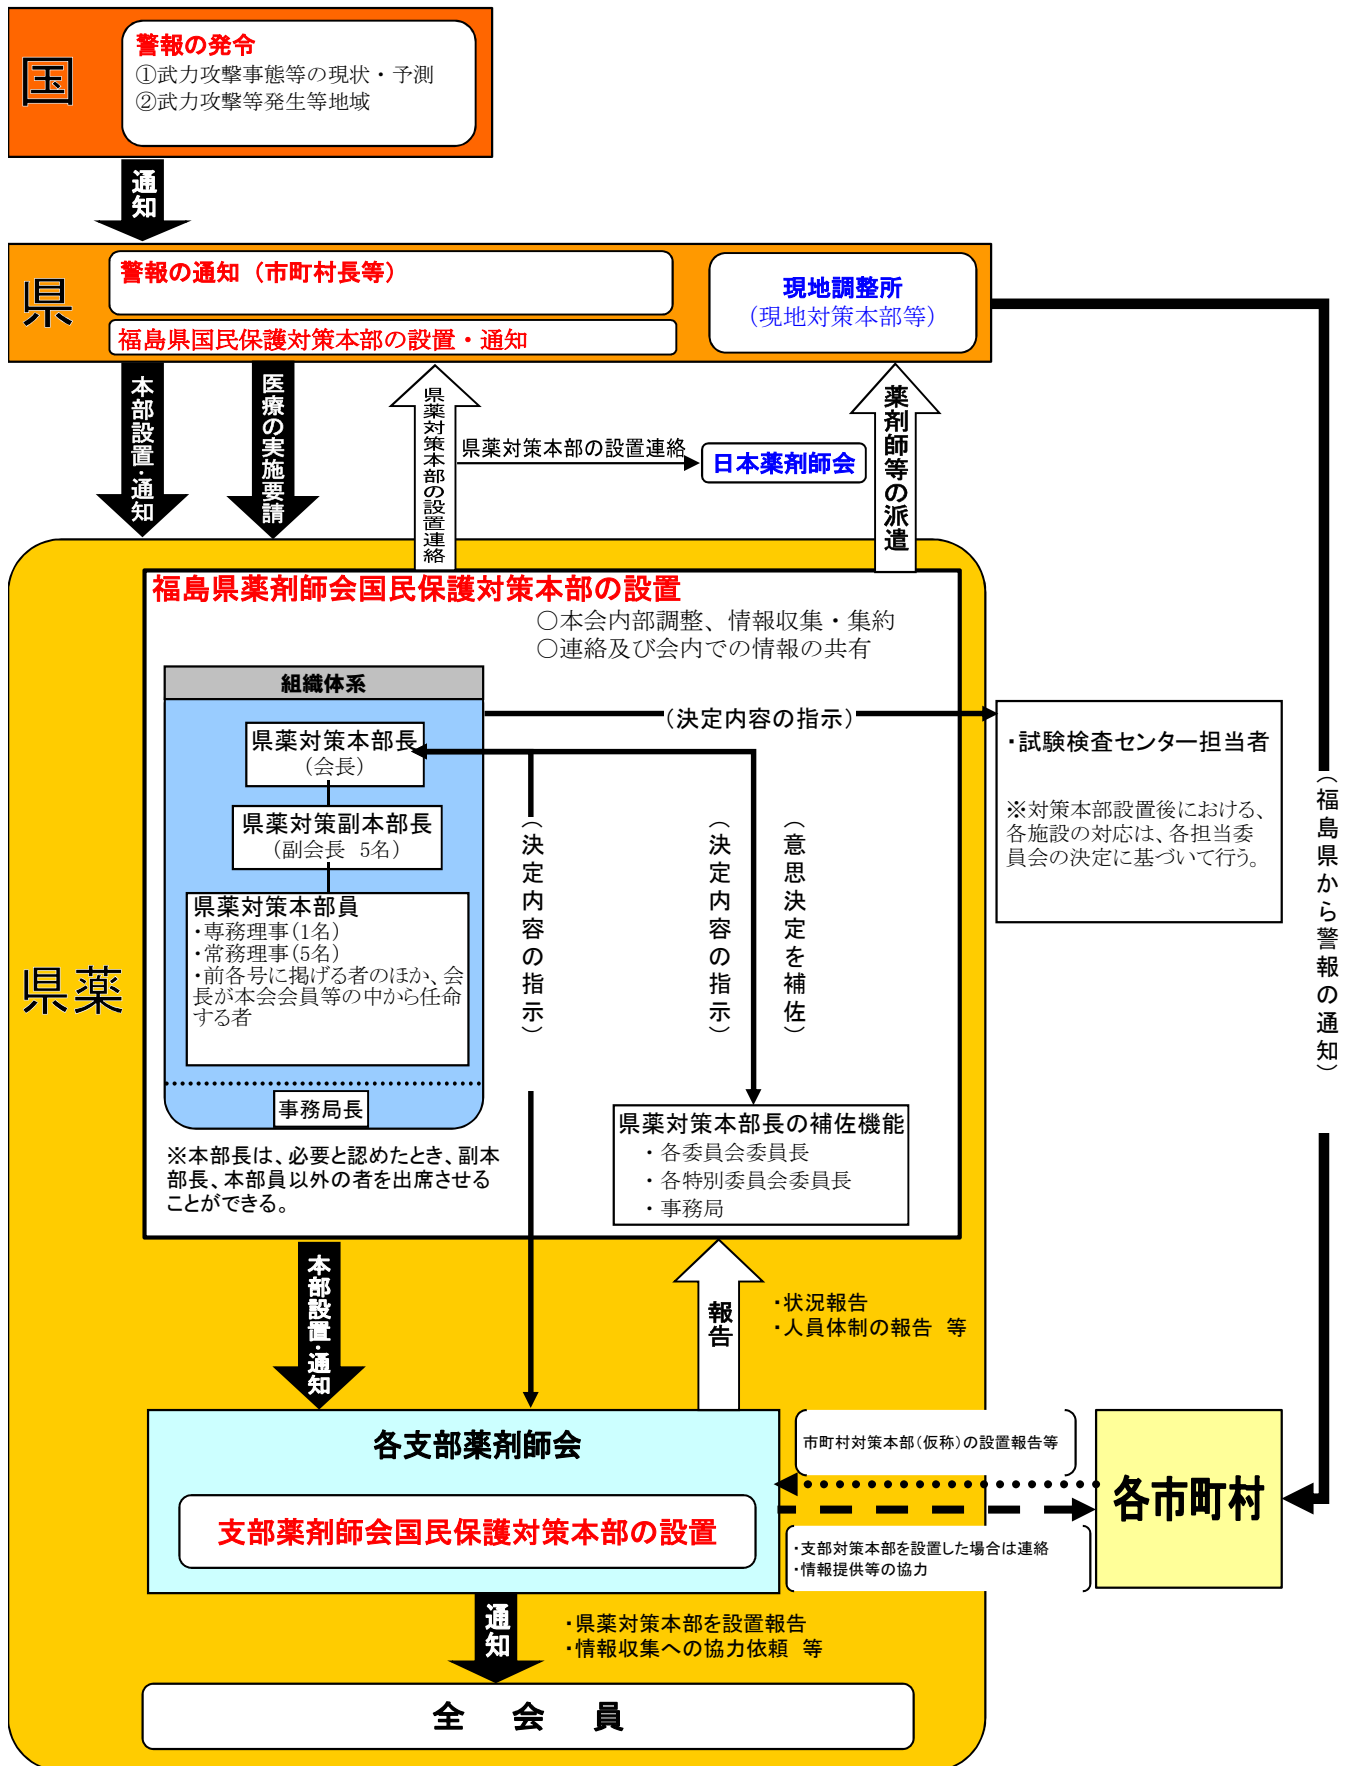 国
警報の発令
①武力攻撃事態等の現状・予測
②武力攻撃等発生等地域
通知
県
警報の通知（市町村長等）
福島県国民保護対策本部の設置・通知
現地調整所
（現地対策本部等）
本部設置・通知
医療の実施要請
県薬対策本部の設置連絡
県薬対策本部の設置連絡
日本薬剤師会
薬剤師等の派遣
（福島県から警報の通知）
県薬
福島県薬剤師会国民保護対策本部の設置
○本会内部調整、情報収集・集約
○連絡及び会内での情報の共有
組織体系
県薬対策本部長
（会長）
県薬対策副本部長
（副会長　5名）
県薬対策本部員
・専務理事（1名）
・常務理事（5名）
・前各号に掲げる者のほか、会
長が本会会員等の中から任命
する者
事務局長
※本部長は、必要と認めたとき、副本
部長、本部員以外の者を出席させる
ことができる。
（決定内容の指示）
・試験検査センター担当者
※対策本部設置後における、
各施設の対応は、各担当委
員会の決定に基づいて行う。
（決定内容の指示）
（決定内容の指示）
（意思決定を補佐）
県薬対策本部長の補佐機能
・各委員会委員長
・各特別委員会委員長
・事務局
本部設置・通知
報告
・状況報告
・人員体制の報告　等
各支部薬剤師会
支部薬剤師会国民保護対策本部の設置
市町村対策本部（仮称）の設置報告等
・支部対策本部を設置した場合は連絡
・情報提供等の協力
各市町村
通知
・県薬対策本部を設置報告
・情報収集への協力依頼　等
全　会　員